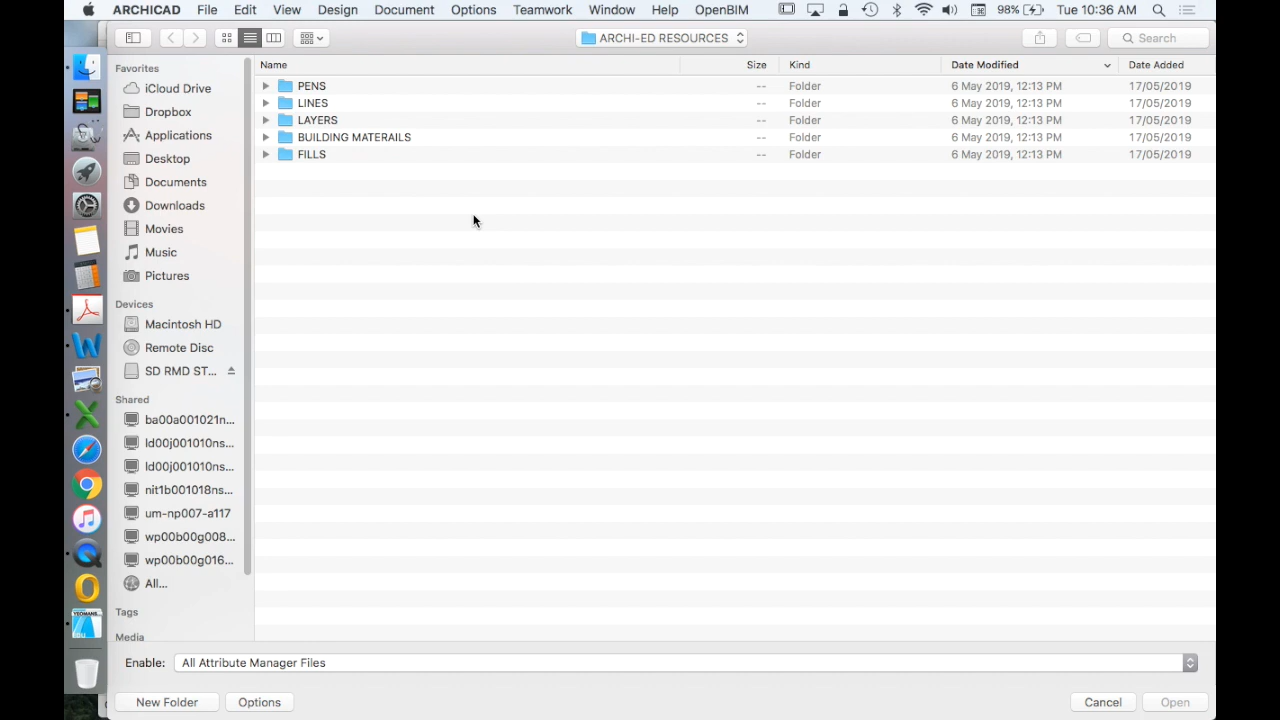 ARCHICAD File Edit View Design Document Options Teamwork Window Help OpenBIM 98% Tue 10:36 AM
ARCHI-ED RESOURCES Search
Favorites
iCloud Drive
Dropbox
Applications
Desktop
Documents
Downloads
Movies
Music
Pictures
Devices
Macintosh HD
Remote Disc
SD RMD ST...
Shared
ba00a001021n...
ld00j001010ns...
ld00j001010ns...
nit1b001018ns...
um-np007-a117
wp00b00g008...
wp00b00g016...
All...
Tags
Media
Name Size Kind Date Modified Date Added
PENS -- Folder 6 May 2019, 12:13 PM 17/05/2019
LINES -- Folder 6 May 2019, 12:13 PM 17/05/2019
LAYERS -- Folder 6 May 2019, 12:13 PM 17/05/2019
BUILDING MATERAILS -- Folder 6 May 2019, 12:13 PM 17/05/2019
FILLS -- Folder 6 May 2019, 12:13 PM 17/05/2019
Enable: All Attribute Manager Files
New Folder Options Cancel Open